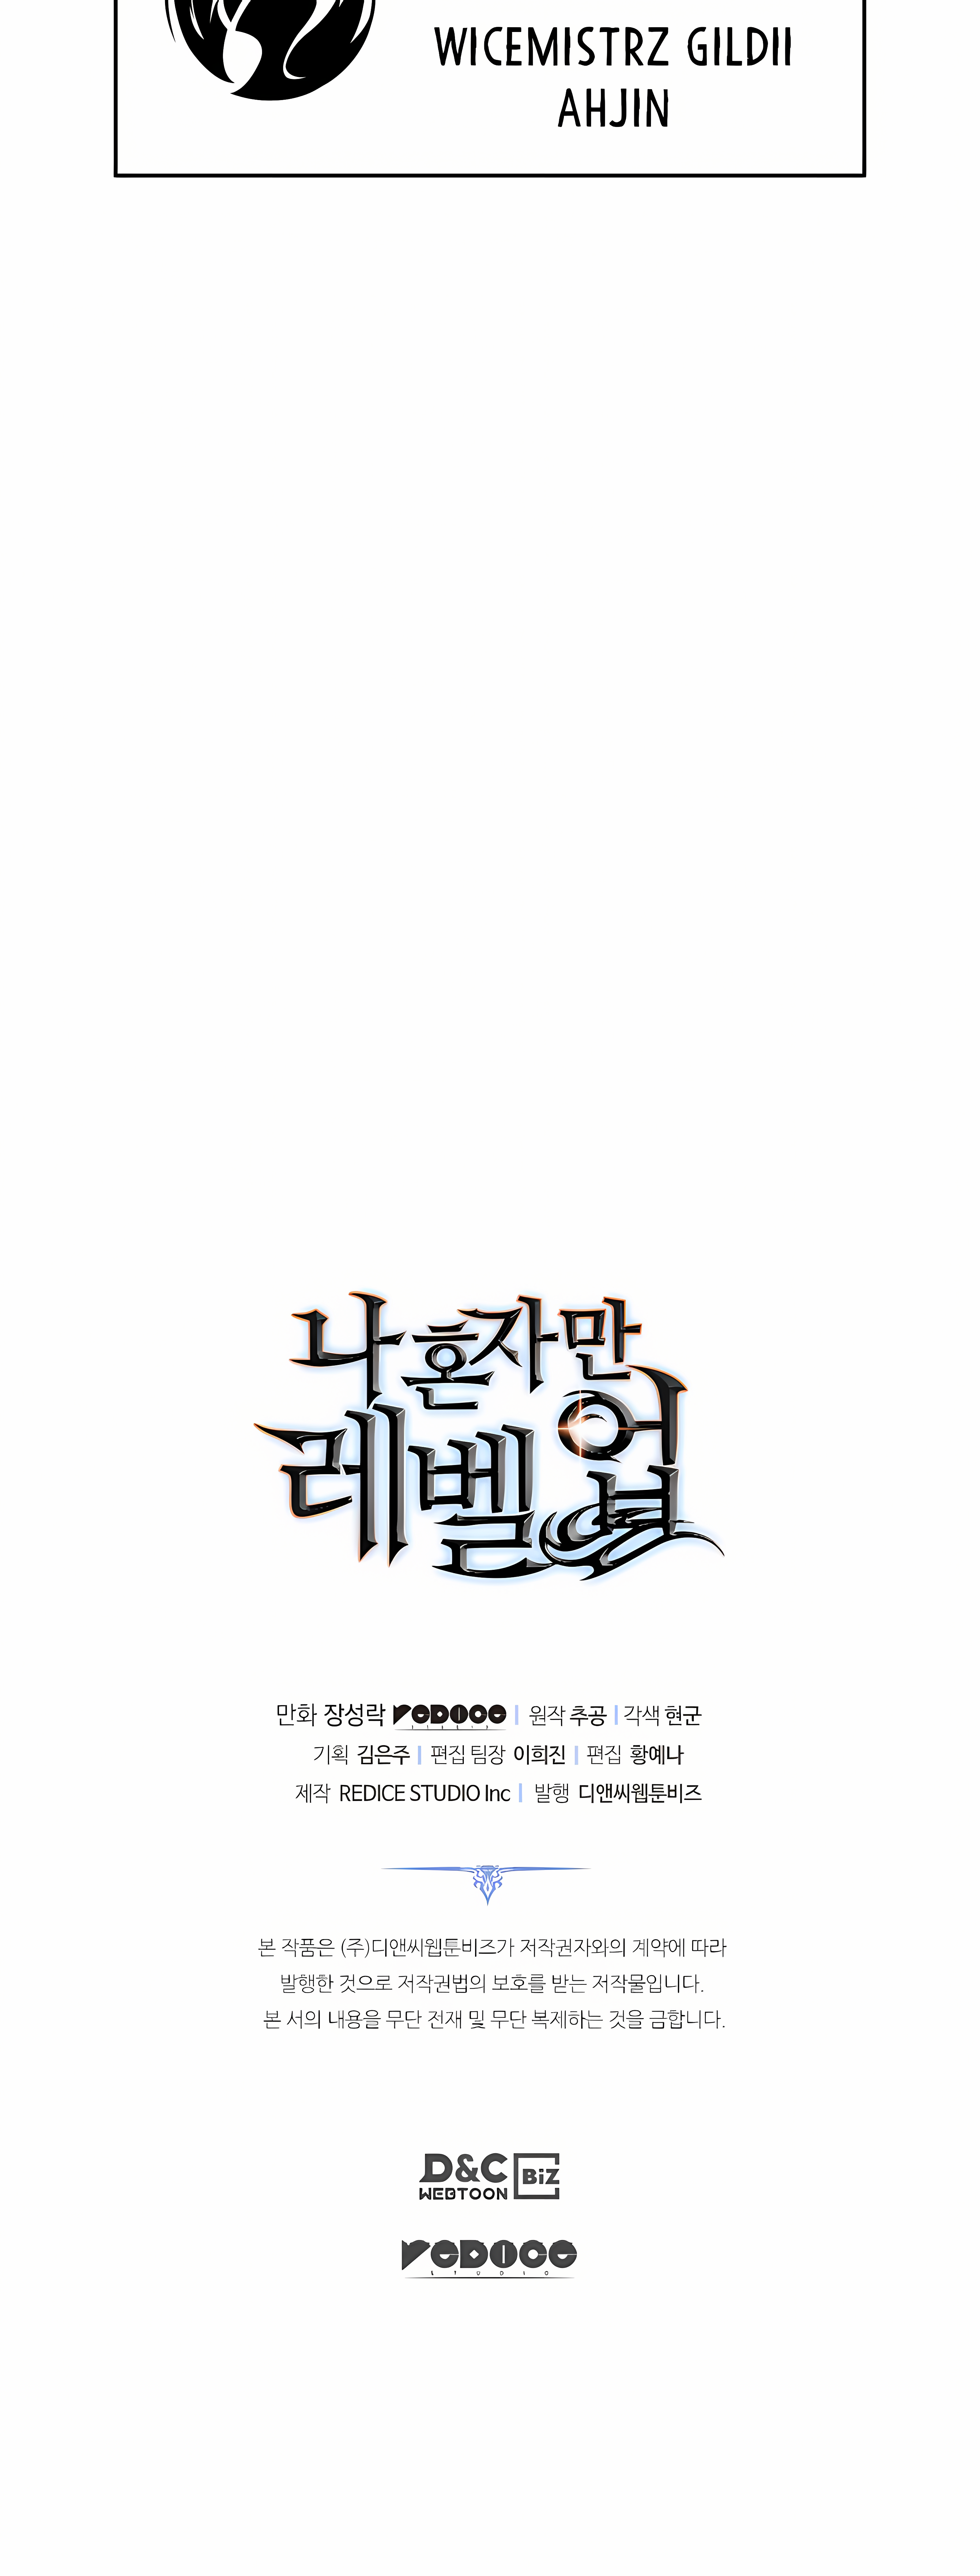 WICEMISTRZ GILDII
AHJIN
나 혼자만
레벨업
만화 장성락 REDICE STUDIO | 원작 추공 | 각색 현군
기획 김은주 | 편집 팀장 이희진 | 편집 황예나
제작 REDICE STUDIO Inc | 발행 디앤씨웹툰비즈
본 작품은 (주)디앤씨웹툰비즈가 저작권자와의 계약에 따라
발행한 것으로 저작권법의 보호를 받는 저작물입니다.
본 서의 내용을 무단 전재 및 무단 복제하는 것을 금합니다.
D&C
WEBTOON
BiZ
REDICE
STUDIO